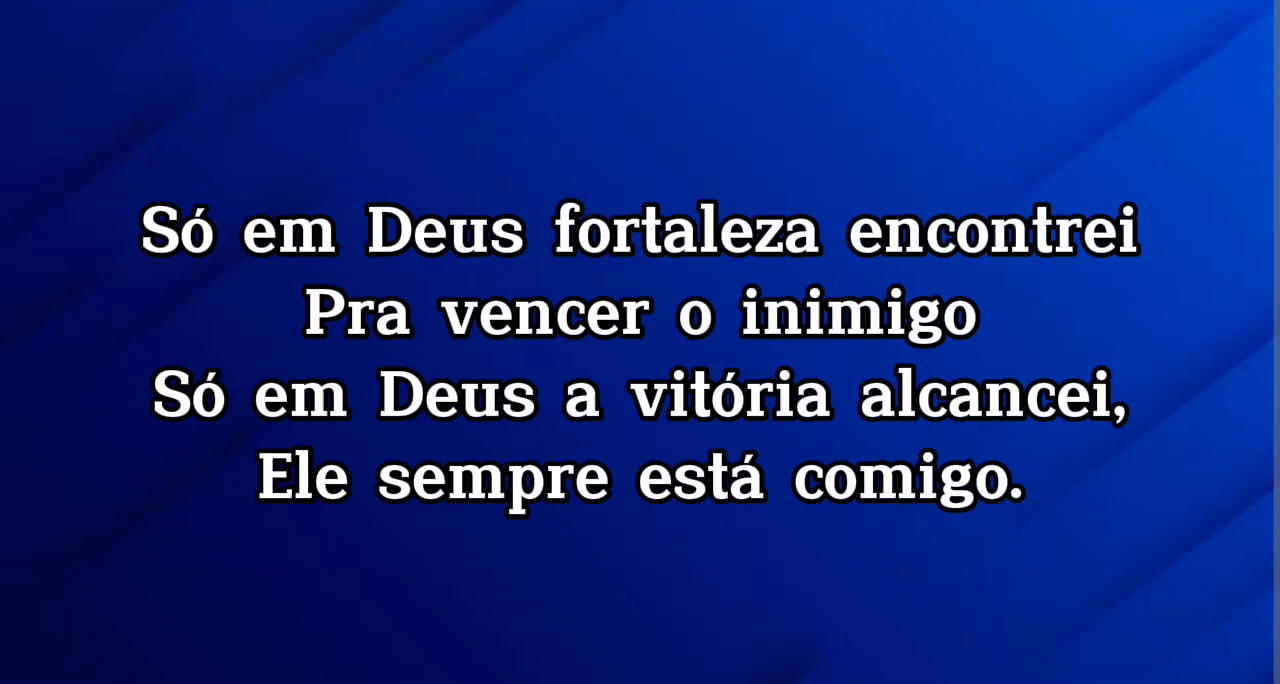 Só em Deus fortaleza encontrei
Pra vencer o inimigo
Só em Deus a vitória alcancei,
Ele sempre está comigo.